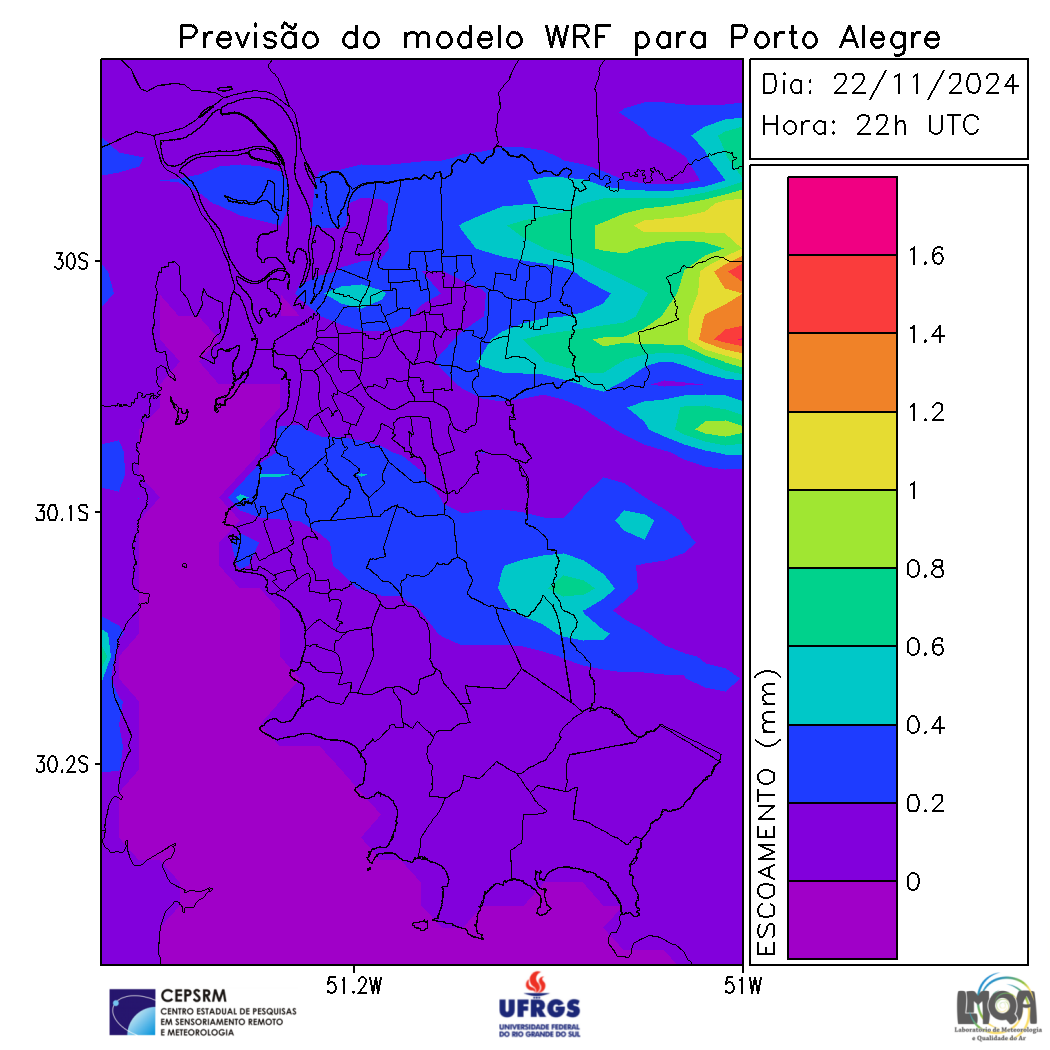 Previsão do modelo WRF para Porto Alegre
Dia: 22/11/2024
Hora: 22h UTC
30S
30.1S
30.2S
51.2W
51W
1.6
1.4
1.2
1
0.8
0.6
0.4
0.2
0
ESCOAMENTO (mm)
CEPSRM
CENTRO ESTADUAL DE PESQUISAS
EM SENSORIAMENTO REMOTO
E METEOROLOGIA
UFRGS
UNIVERSIDADE FEDERAL
DO RIO GRANDE DO SUL
LMQA
Laboratório de Meteorologia
e Qualidade do Ar